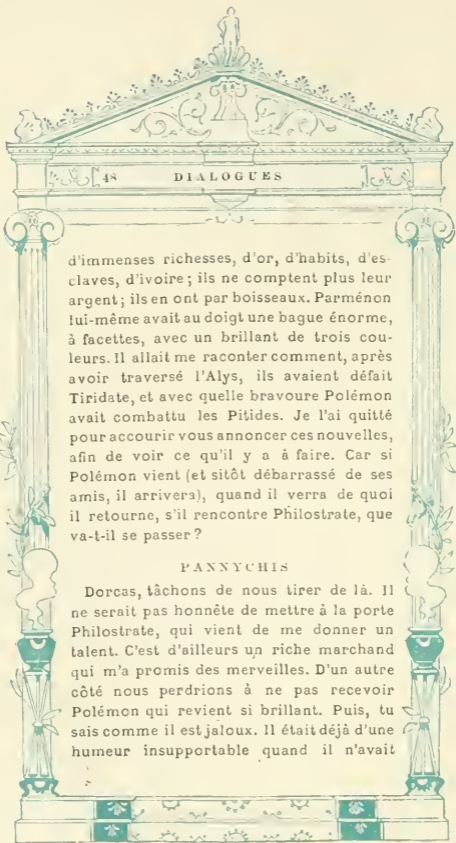 48 DIALOGUES
d'immenses richesses, d'or, d'habits, d'es-
claves, d'ivoire ; ils ne comptent plus leur
argent ; ils en ont par boisseaux. Parménon
lui-même avait au doigt une bague énorme,
à facettes, avec un brillant de trois cou-
leurs. Il allait me raconter comment, après
avoir traversé l'Alys, ils avaient défait
Tiridate, et avec quelle bravoure Polémon
avait combattu les Pitides. Je l'ai quitté
pour accourir vous annoncer ces nouvelles,
afin de voir ce qu'il y a à faire. Car si
Polémon vient (et sitôt débarrassé de ses
amis, il arrivera), quand il verra de quoi
il retourne, s'il rencontre Philostrate, que
va-t-il se passer ?
PANNYCHIS
Dorcas, tâchons de nous tirer de là. Il
ne serait pas honnête de mettre à la porte
Philostrate, qui vient de me donner un
talent. C'est d'ailleurs un riche marchand
qui m'a promis des merveilles. D'un autre
côté nous perdrions à ne pas recevoir
Polémon qui revient si brillant. Puis, tu
sais comme il est jaloux. Il était déjà d'une
humeur insupportable quand il n'avait